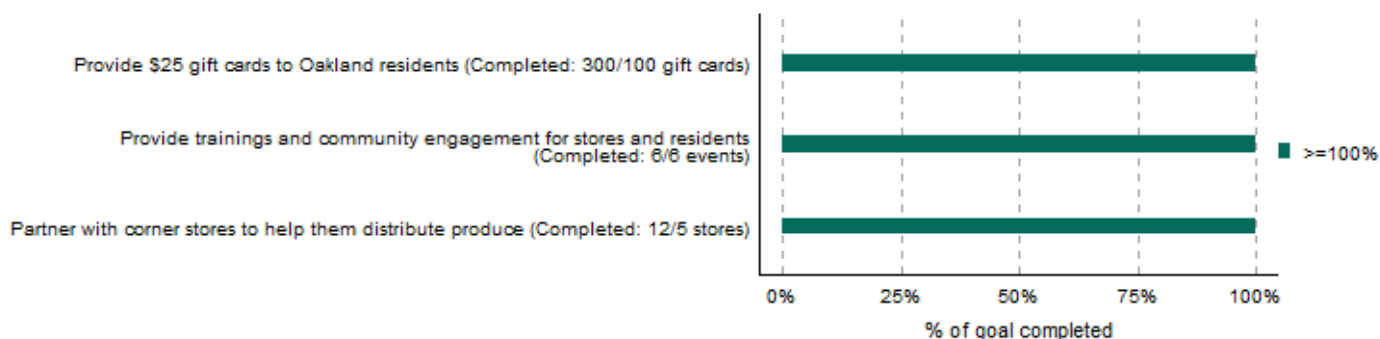 Provide $25 gift cards to Oakland residents (Completed: 300/100 gift cards)
Provide trainings and community engagement for stores and residents
(Completed: 6/6 events)
>=100%
Partner with corner stores to help them distribute produce (Completed: 12/5 stores)
0% 25% 50% 75% 100%
% of goal completed